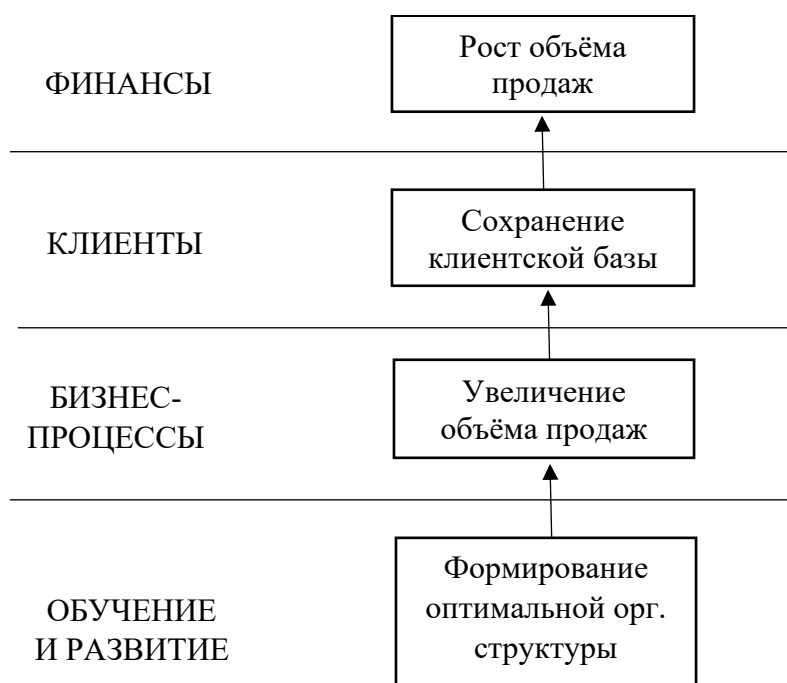 ФИНАНСЫ
Рост объёма
продаж
КЛИЕНТЫ
Сохранение
клиентской базы
БИЗНЕС-
ПРОЦЕССЫ
Увеличение
объёма продаж
ОБУЧЕНИЕ
И РАЗВИТИЕ
Формирование
оптимальной орг.
структуры